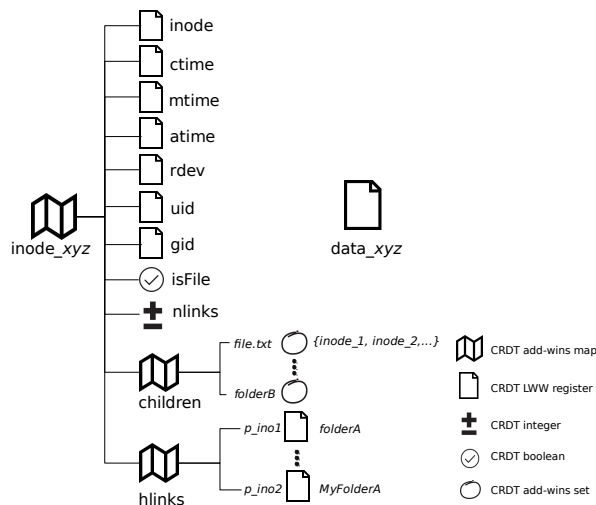 inode
ctime
mtime
atime
rdev
uid
gid
isFile
nlinks
inode_xyz
data_xyz
file.txt
{inode_1, inode_2,...}
folderB
children
p_ino1
folderA
p_ino2
MyFolderA
hlinks
CRDT add-wins map
CRDT LWW register
CRDT integer
CRDT boolean
CRDT add-wins set